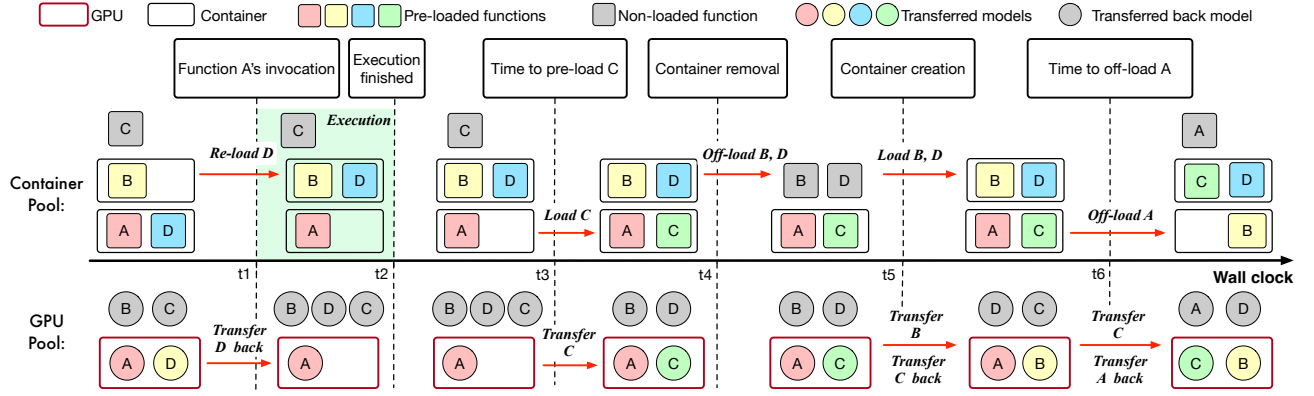 GPU Container Pre-loaded functions Non-loaded function Transferred models Transferred back model
Function A's invocation
Execution
finished
Time to pre-load C
Container removal
Container creation
Time to off-load A
Container
Pool:
C
B
A D
Re-load D
Execution
C
B D
A
C
B D
A
Load C
B D
A C
Off-load B, D
B D
A C
Load B, D
B D
A C
Off-load A
A
C D
B
t1 t2 t3 t4 t5 t6
Wall clock
GPU
Pool:
B C
A D
Transfer
D back
B D C
A
B D C
A
Transfer
C
B D
A C
B D
A C
Transfer
B
Transfer
C back
D C
A B
Transfer
C
Transfer
A back
A D
C B